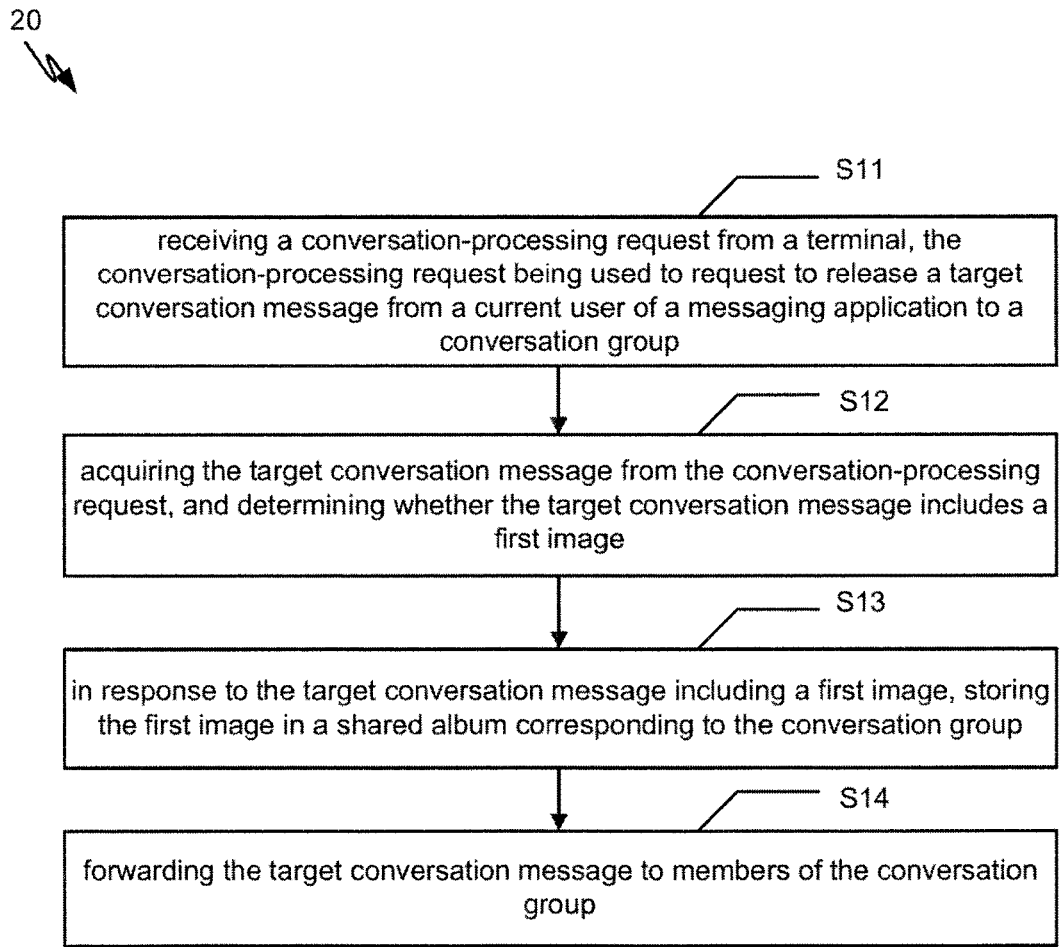 20
S11
receiving a conversation-processing request from a terminal, the
conversation-processing request being used to request to release a target
conversation message from a current user of a messaging application to a
conversation group
S12
acquiring the target conversation message from the conversation-processing
request, and determining whether the target conversation message includes a
first image
S13
in response to the target conversation message including a first image, storing
the first image in a shared album corresponding to the conversation group
S14
forwarding the target conversation message to members of the conversation
group